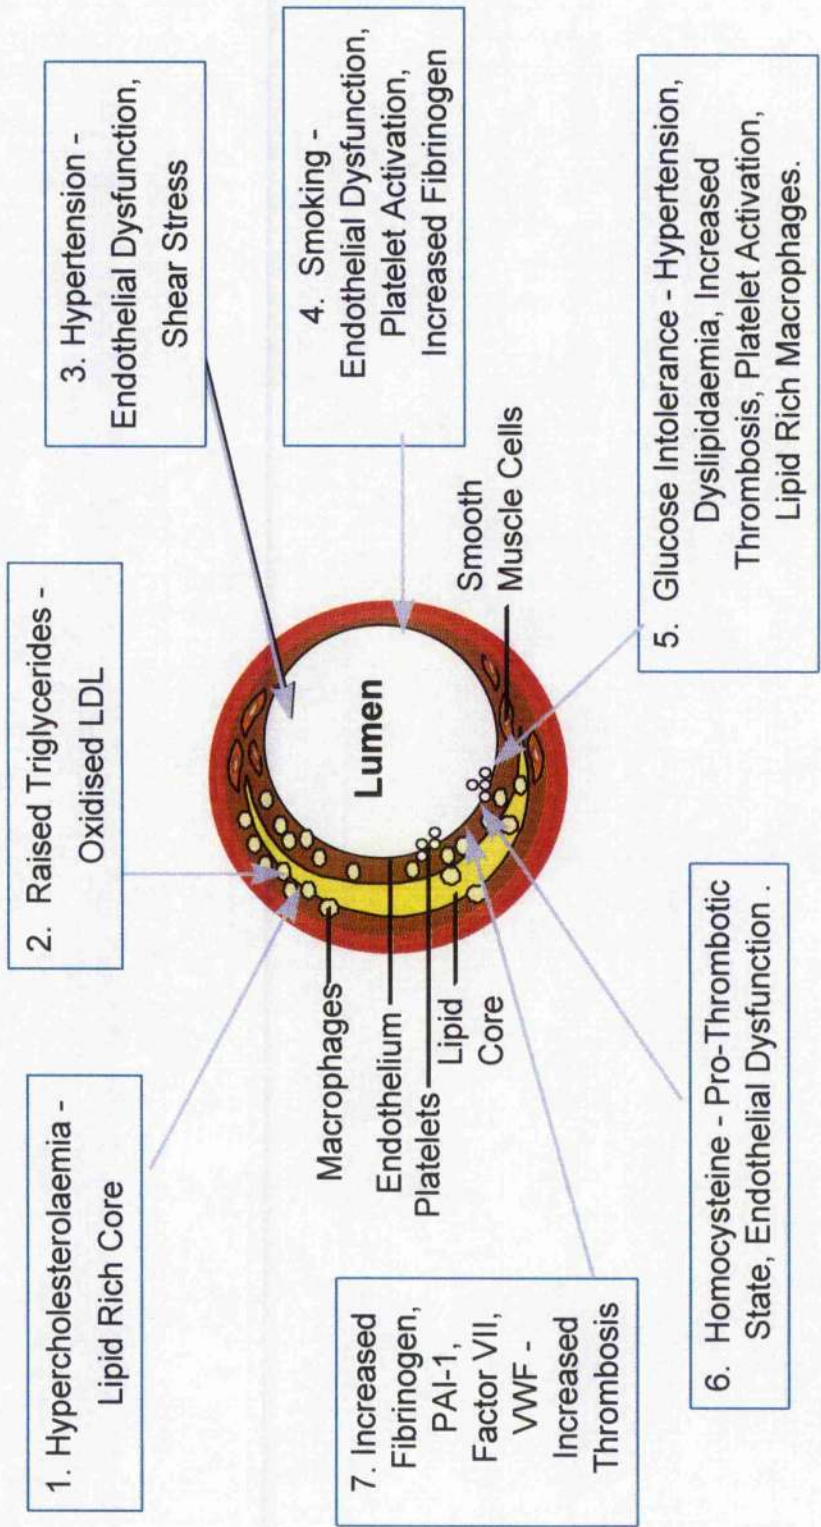 1. Hypercholesterolaemia -
Lipid Rich Core
2. Raised Triglycerides -
Oxidised LDL
3. Hypertension -
Endothelial Dysfunction,
Shear Stress
4. Smoking -
Endothelial Dysfunction,
Platelet Activation,
Increased Fibrinogen
5. Glucose Intolerance - Hypertension,
Dyslipidaemia, Increased
Thrombosis, Platelet Activation,
Lipid Rich Macrophages.
6. Homocysteine - Pro-Thrombotic
State, Endothelial Dysfunction .
7. Increased
Fibrinogen,
PAI-1,
Factor VII,
VWF -
Increased
Thrombosis
Macrophages
Endothelium
Platelets
Lipid
Core
Lumen
Smooth
Muscle Cells